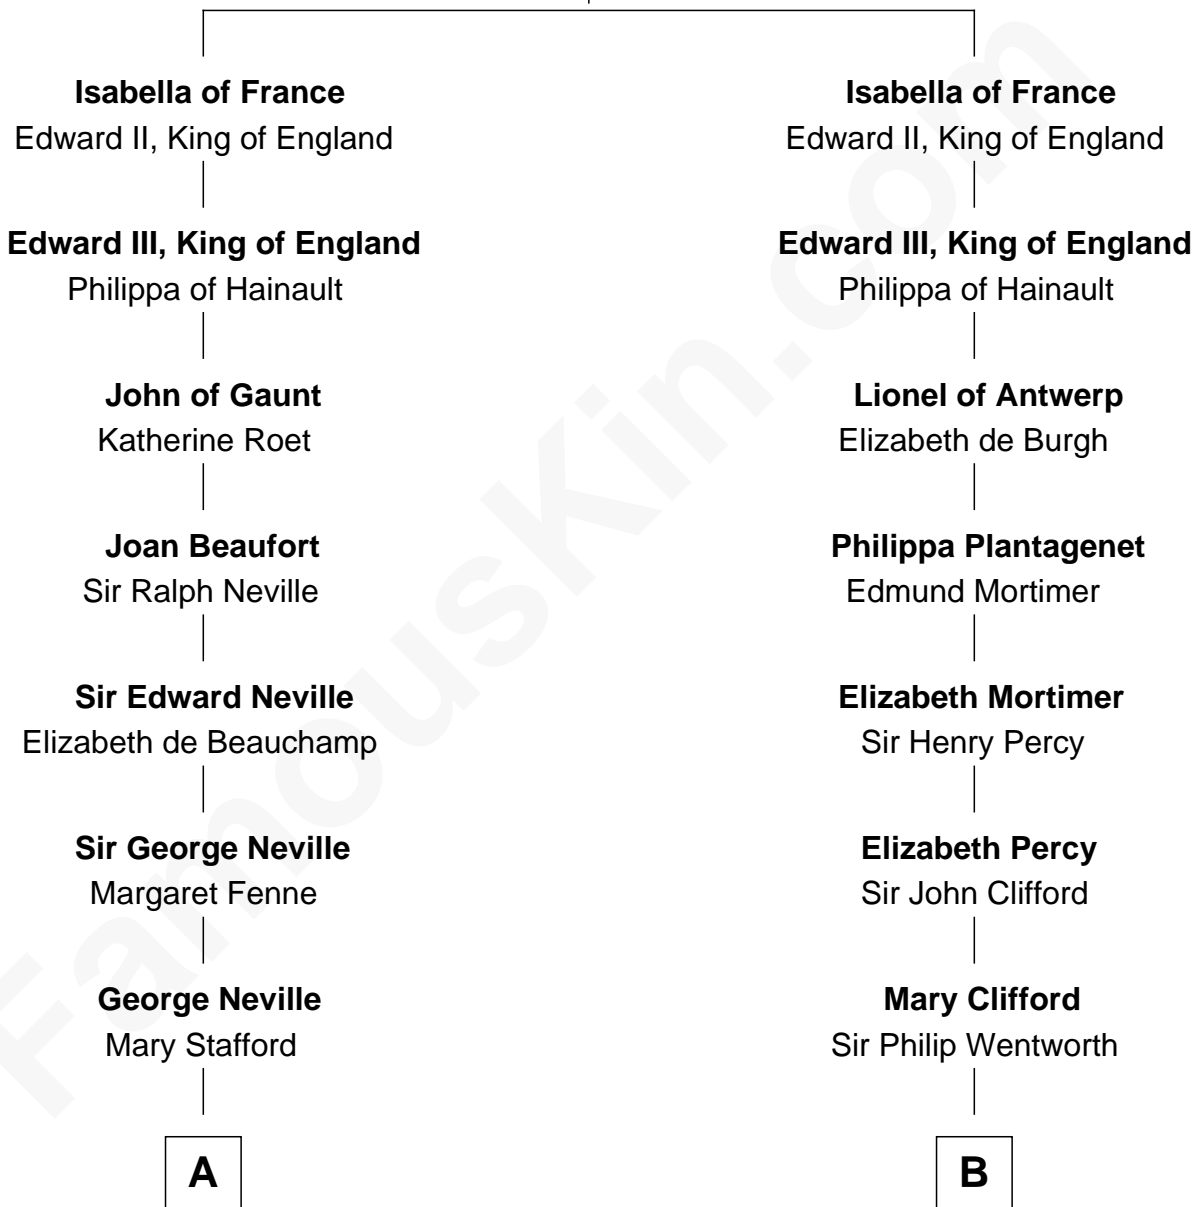 Isabella of France
Edward II, King of England
Edward III, King of England
Philippa of Hainault
John of Gaunt
Katherine Roet
Joan Beaufort
Sir Ralph Neville
Sir Edward Neville
Elizabeth de Beauchamp
Sir George Neville
Margaret Fenne
George Neville
Mary Stafford
A
Isabella of France
Edward II, King of England
Edward III, King of England
Philippa of Hainault
Lionel of Antwerp
Elizabeth de Burgh
Philippa Plantagenet
Edmund Mortimer
Elizabeth Mortimer
Sir Henry Percy
Elizabeth Percy
Sir John Clifford
Mary Clifford
Sir Philip Wentworth
B
FamousKin.com